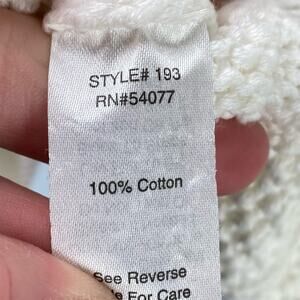 STYLE# 193
RN#54077
100% Cotton
See Reverse
For Care